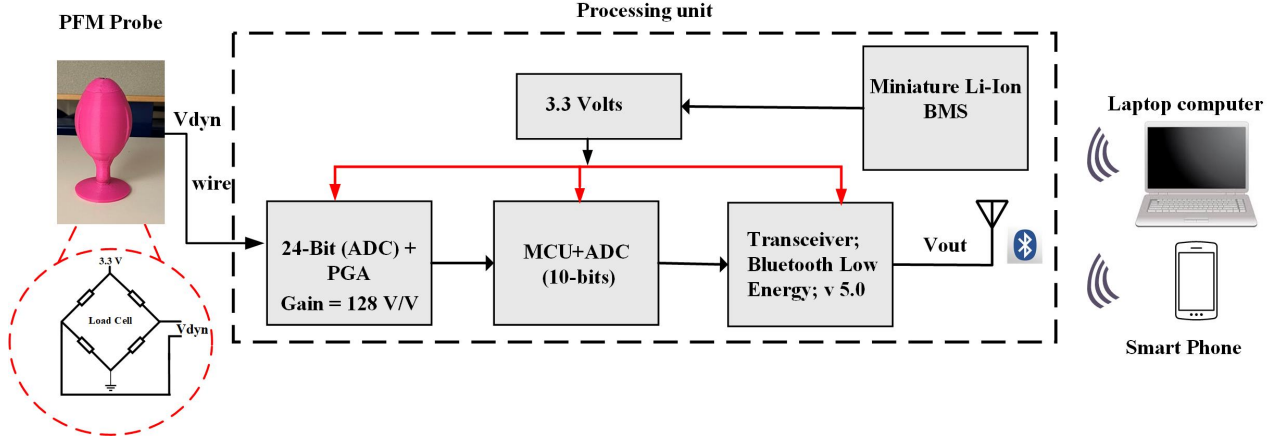 Processing unit
PFM Probe
3.3 Volts
Miniature Li-Ion
BMS
Laptop computer
Vdyn
wire
24-Bit (ADC) +
PGA
Gain = 128 V/V
MCU+ADC
(10-bits)
Transceiver;
Bluetooth Low
Energy; v 5.0
Vout
3.3 V
Load Cell
Vdyn
Smart Phone